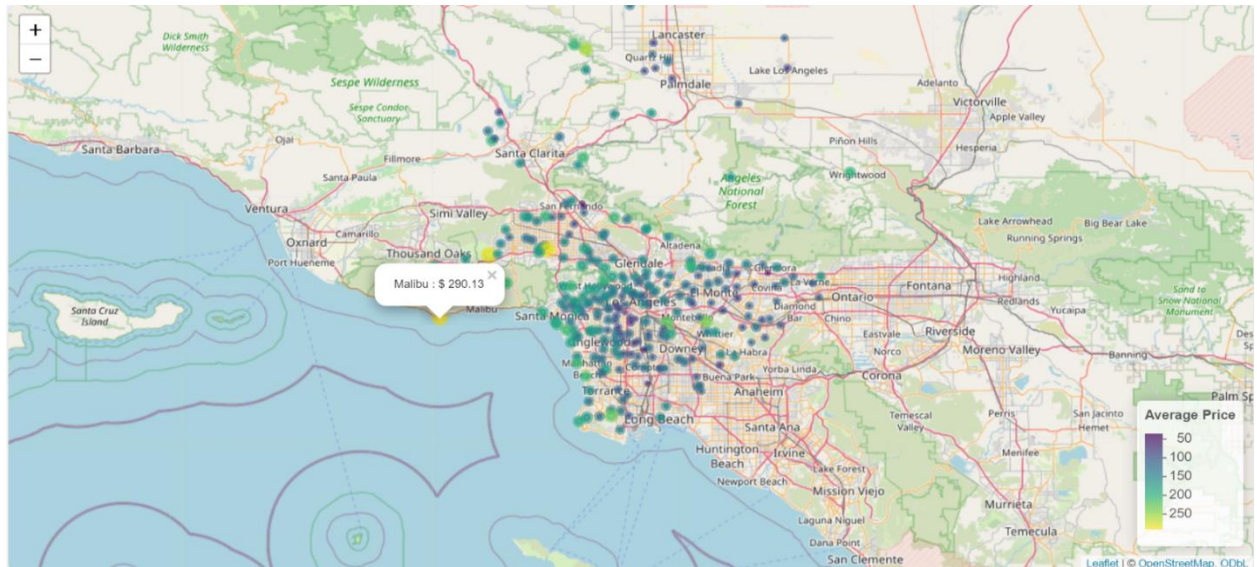 +
−
Dick Smith
Wilderness
Lancaster
Quartz Hill
Lake Los Angeles
Palmdale
Adelanto
Victorville
Apple Valley
Sespe Wilderness
Sespe Condor
Sanctuary
Santa Barbara
Ojai
Fillmore
Santa Clarita
Piñon Hills
Hesperia
Wrightwood
Angeles
National
Forest
Santa Paula
Ventura
Simi Valley
San Fernando
Camarillo
Oxnard
Port Hueneme
Thousand Oaks
Altadena
Glendale
Lake Arrowhead
Big Bear Lake
Running Springs
Malibu : $ 290.13
×
Malibu
West Hollywood
Los Angeles
El Monte
Glendora
Covina
La Verne
Diamond
Bar
Ontario
Chino
Fontana
Highland
Redlands
Yucaipa
Sand to
Snow National
Monument
Santa Cruz
Island
Santa Monica
Inglewood
Whittier
Downey
La Habra
Eastvale
Norco
Riverside
Moreno Valley
Banning
Manhattan
Beach
Compton
Torrance
Buena Park
Yorba Linda
Anaheim
Corona
Long Beach
Santa Ana
Huntington
Beach
Irvine
Newport Beach
Lake Forest
Mission Viejo
Laguna Niguel
Dana Point
San Clemente
Temescal
Valley
Perris
San Jacinto
Hemet
Menifee
Murrieta
Temecula
Palm Sp
Des
Average Price
50
100
150
200
250
Leaflet | © OpenStreetMap, ODbL